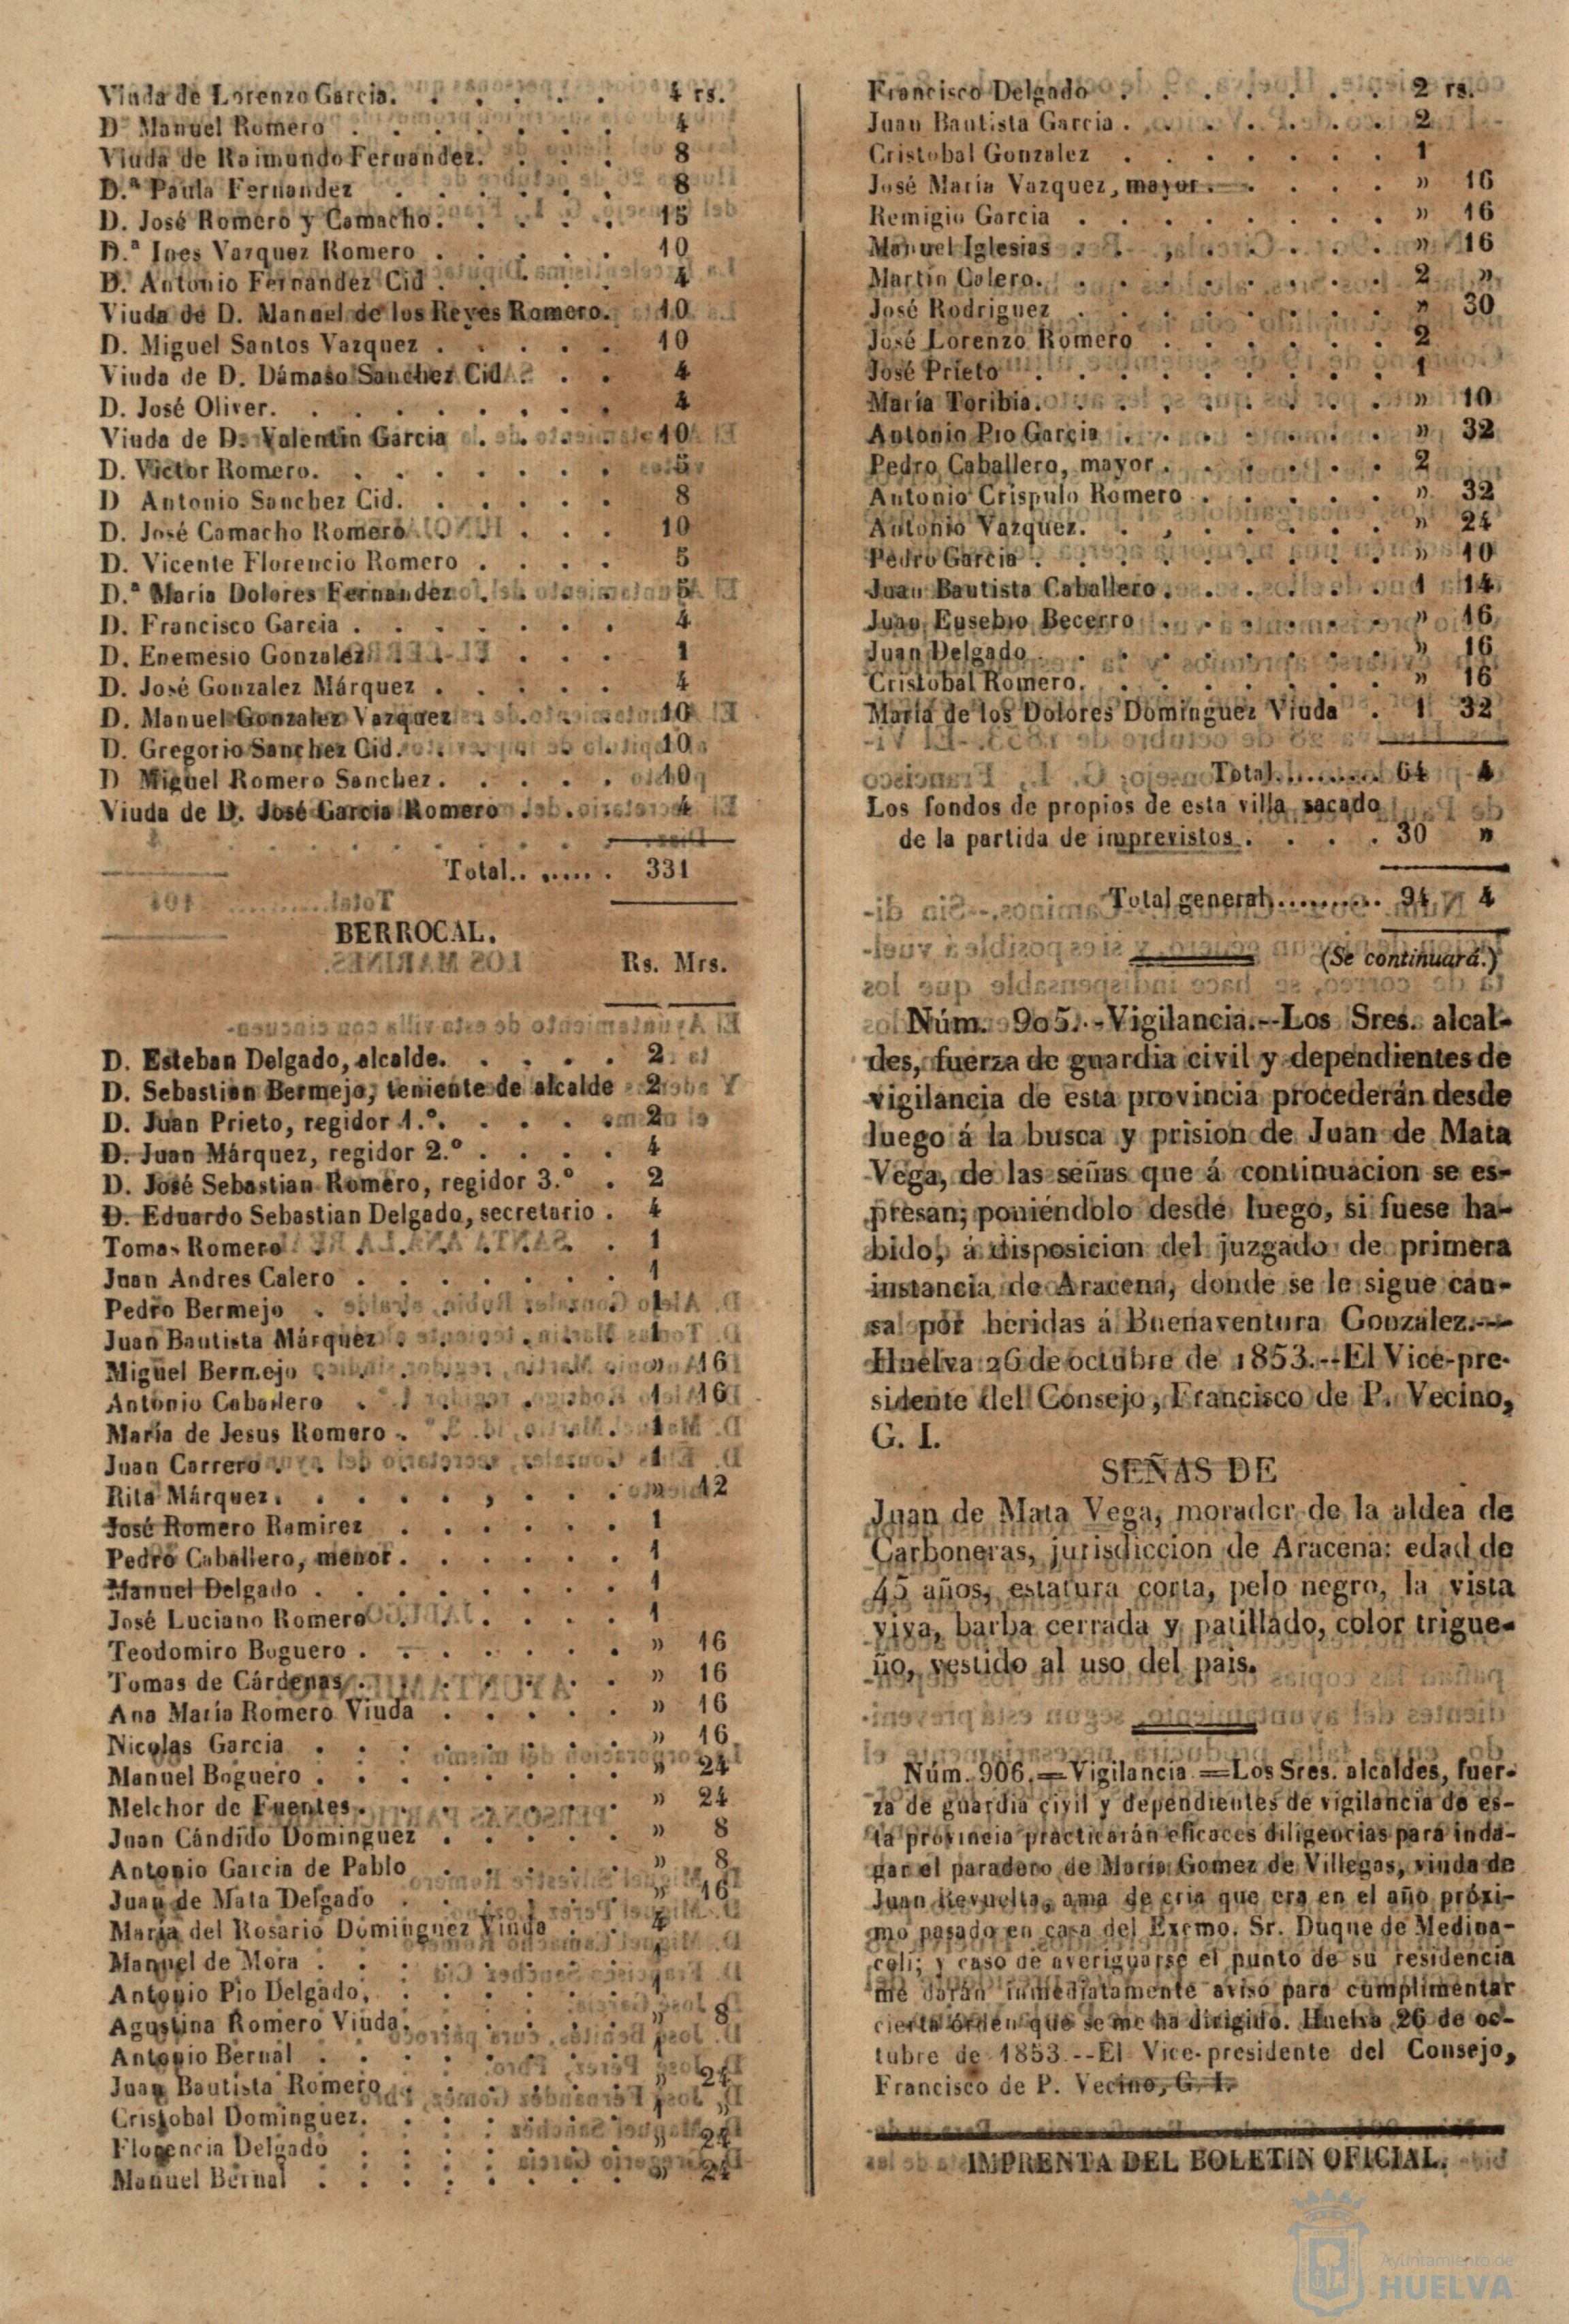 Viuda de Lorenzo Garcia. . . . . . 4 rs.
D Manuel Romero . . . . . . . 4
Viuda de Raimundo Fernandez. . . . 8
D.ª Paula Fernandez . . . . . . 8
D. José Romero y Camacho. . . . . 15
D.ª Ines Vazquez Romero . . . . . 10
D. Antonio Fernandez Cid . . . . . 4
Viuda de D. Manuel de los Reyes Romero. 10
D. Miguel Santos Vazquez . . . . . 10
Viuda de D. Dámaso Sanchez Cid . . . 4
D. José Oliver. . . . . . . . . 4
Viuda de D. Valentin Garcia . . . . 10
D. Victor Romero. . . . . . . . 5
D Antonio Sanchez Cid. . . . . . 8
D. José Camacho Romero . . . . . 10
D. Vicente Florencio Romero . . . . 5
D.ª Maria Dolores Fernandez . . . . 5
D. Francisco Garcia . . . . . . . 4
D. Enemesio Gonzalez . . . . . . 1
D. José Gonzalez Márquez . . . . . 4
D. Manuel Gonzalez Vazquez . . . . 10
D. Gregorio Sanchez Cid. . . . . . 10
D Miguel Romero Sanchez. . . . . 10
Viuda de D. José Garcia Romero . . . 4
Total.. ...... . 331
BERROCAL.
Rs. Mrs.
D. Esteban Delgado, alcalde. . . . . 2
D. Sebastian Bermejo, teniente de alcalde 2
D. Juan Prieto, regidor 1.º. . . . . 2
D. Juan Márquez, regidor 2.º . . . . 4
D. José Sebastian Romero, regidor 3.º . 2
D. Eduardo Sebastian Delgado, secretario . 4
Tomas Romero . . . . . . . . 1
Juan Andres Calero . . . . . . . 1
Pedro Bermejo . . . . . . . . 1
Juan Bautista Márquez . . . . . . 1
Miguel Bermejo . . . . . . . . » 16
Antonio Caballero . . . . . . . 1 16
María de Jesus Romero . . . . . . 1
Juan Carrero . . . . . . . . . 1
Rita Márquez. . . . . . . . . » 12
José Romero Ramirez . . . . . . 1
Pedro Caballero, menor. . . . . . 1
Manuel Delgado . . . . . . . . 1
José Luciano Romero . . . . . . 1
Teodomiro Boguero . . . . . . . » 16
Tomas de Cárdenas . . . . . . . » 16
Ana María Romero Viuda . . . . . » 16
Nicolas Garcia . . . . . . . . » 16
Manuel Boguero . . . . . . . . » 24
Melchor de Fuentes. . . . . . . » 24
Juan Cándido Dominguez . . . . . » 8
Antonio Garcia de Pablo . . . . . » 8
Juan de Mata Delgado . . . . . . » 16
María del Rosario Dominguez Viuda . . 4
Manuel de Mora . . . . . . . . 1
Antonio Pio Delgado, . . . . . . 1
Agustina Romero Viuda. . . . . . » 8
Antonio Bernal . . . . . . . . 1
Juan Bautista Romero . . . . . . » 24
Cristobal Dominguez. . . . . . . 1 »
Florencia Delgado . . . . . . . » 24
Manuel Bernal . . . . . . . . » 24
Francisco Delgado . . . . . . . 2 rs.
Juan Bautista Garcia . . . . . . . 2
Cristobal Gonzalez . . . . . . . 1
José Maria Vazquez, mayor. . . . . » 16
Remigio Garcia . . . . . . . . » 16
Manuel Iglesias . . . . . . . . » 16
Martin Calero. . . . . . . . . 2 »
José Rodriguez . . . . . . . . » 30
José Lorenzo Romero . . . . . . 2
José Prieto . . . . . . . . . 1
María Toribia. . . . . . . . . » 10
Antonio Pio Garcia . . . . . . . » 32
Pedro Caballero, mayor . . . . . . 2
Antonio Crispulo Romero . . . . . » 32
Antonio Vazquez. . . . . . . . » 24
Pedro Garcia . . . . . . . . . » 10
Juan Bautista Caballero . . . . . . 1 14
Juan Eusebio Becerro . . . . . . » 16
Juan Delgado . . . . . . . . . » 16
Cristobal Romero. . . . . . . . » 16
María de los Dolores Dominguez Viuda . 1 32
Total.......... 64 4
Los fondos de propios de esta villa sacado
de la partida de imprevistos . . . . 30 »
Total general.......... 94 4
(Se continuará.)
Núm. 905.--Vigilancia.--Los Sres. alcal-
des, fuerza de guardia civil y dependientes de
vigilancia de esta provincia procederán desde
luego á la busca y prision de Juan de Mata
Vega, de las señas que á continuacion se es-
presan; poniéndolo desde luego, si fuese ha-
bido, á disposicion del juzgado de primera
instancia de Aracena, donde se le sigue cau-
sa por heridas á Buenaventura Gonzalez.--
Huelva 26 de octubre de 1853.--El Vice-pre-
sidente del Consejo, Francisco de P. Vecino,
G. I.
SEÑAS DE
Juan de Mata Vega, morador de la aldea de
Carboneras, jurisdiccion de Aracena: edad de
45 años, estatura corta, pelo negro, la vista
viva, barba cerrada y patillado, color trigue-
ño, vestido al uso del pais.
Núm. 906.=Vigilancia.=Los Sres. alcaldes, fuer-
za de guardia civil y dependientes de vigilancia de es-
ta provincia practicarán eficaces diligencias para inda-
gar el paradero de María Gomez de Villegas, viuda de
Juan Revuelta, ama de cria que era en el año próxi-
mo pasado en casa del Excmo. Sr. Duque de Medina-
celi; y caso de averiguarse el punto de su residencia
me darán inmediatamente aviso para cumplimentar
cierta órden que se me ha dirigido. Huelva 26 de oc-
tubre de 1853.--El Vice-presidente del Consejo,
Francisco de P. Vecino, G. I.
IMPRENTA DEL BOLETIN OFICIAL.
Ayuntamiento de
HUELVA